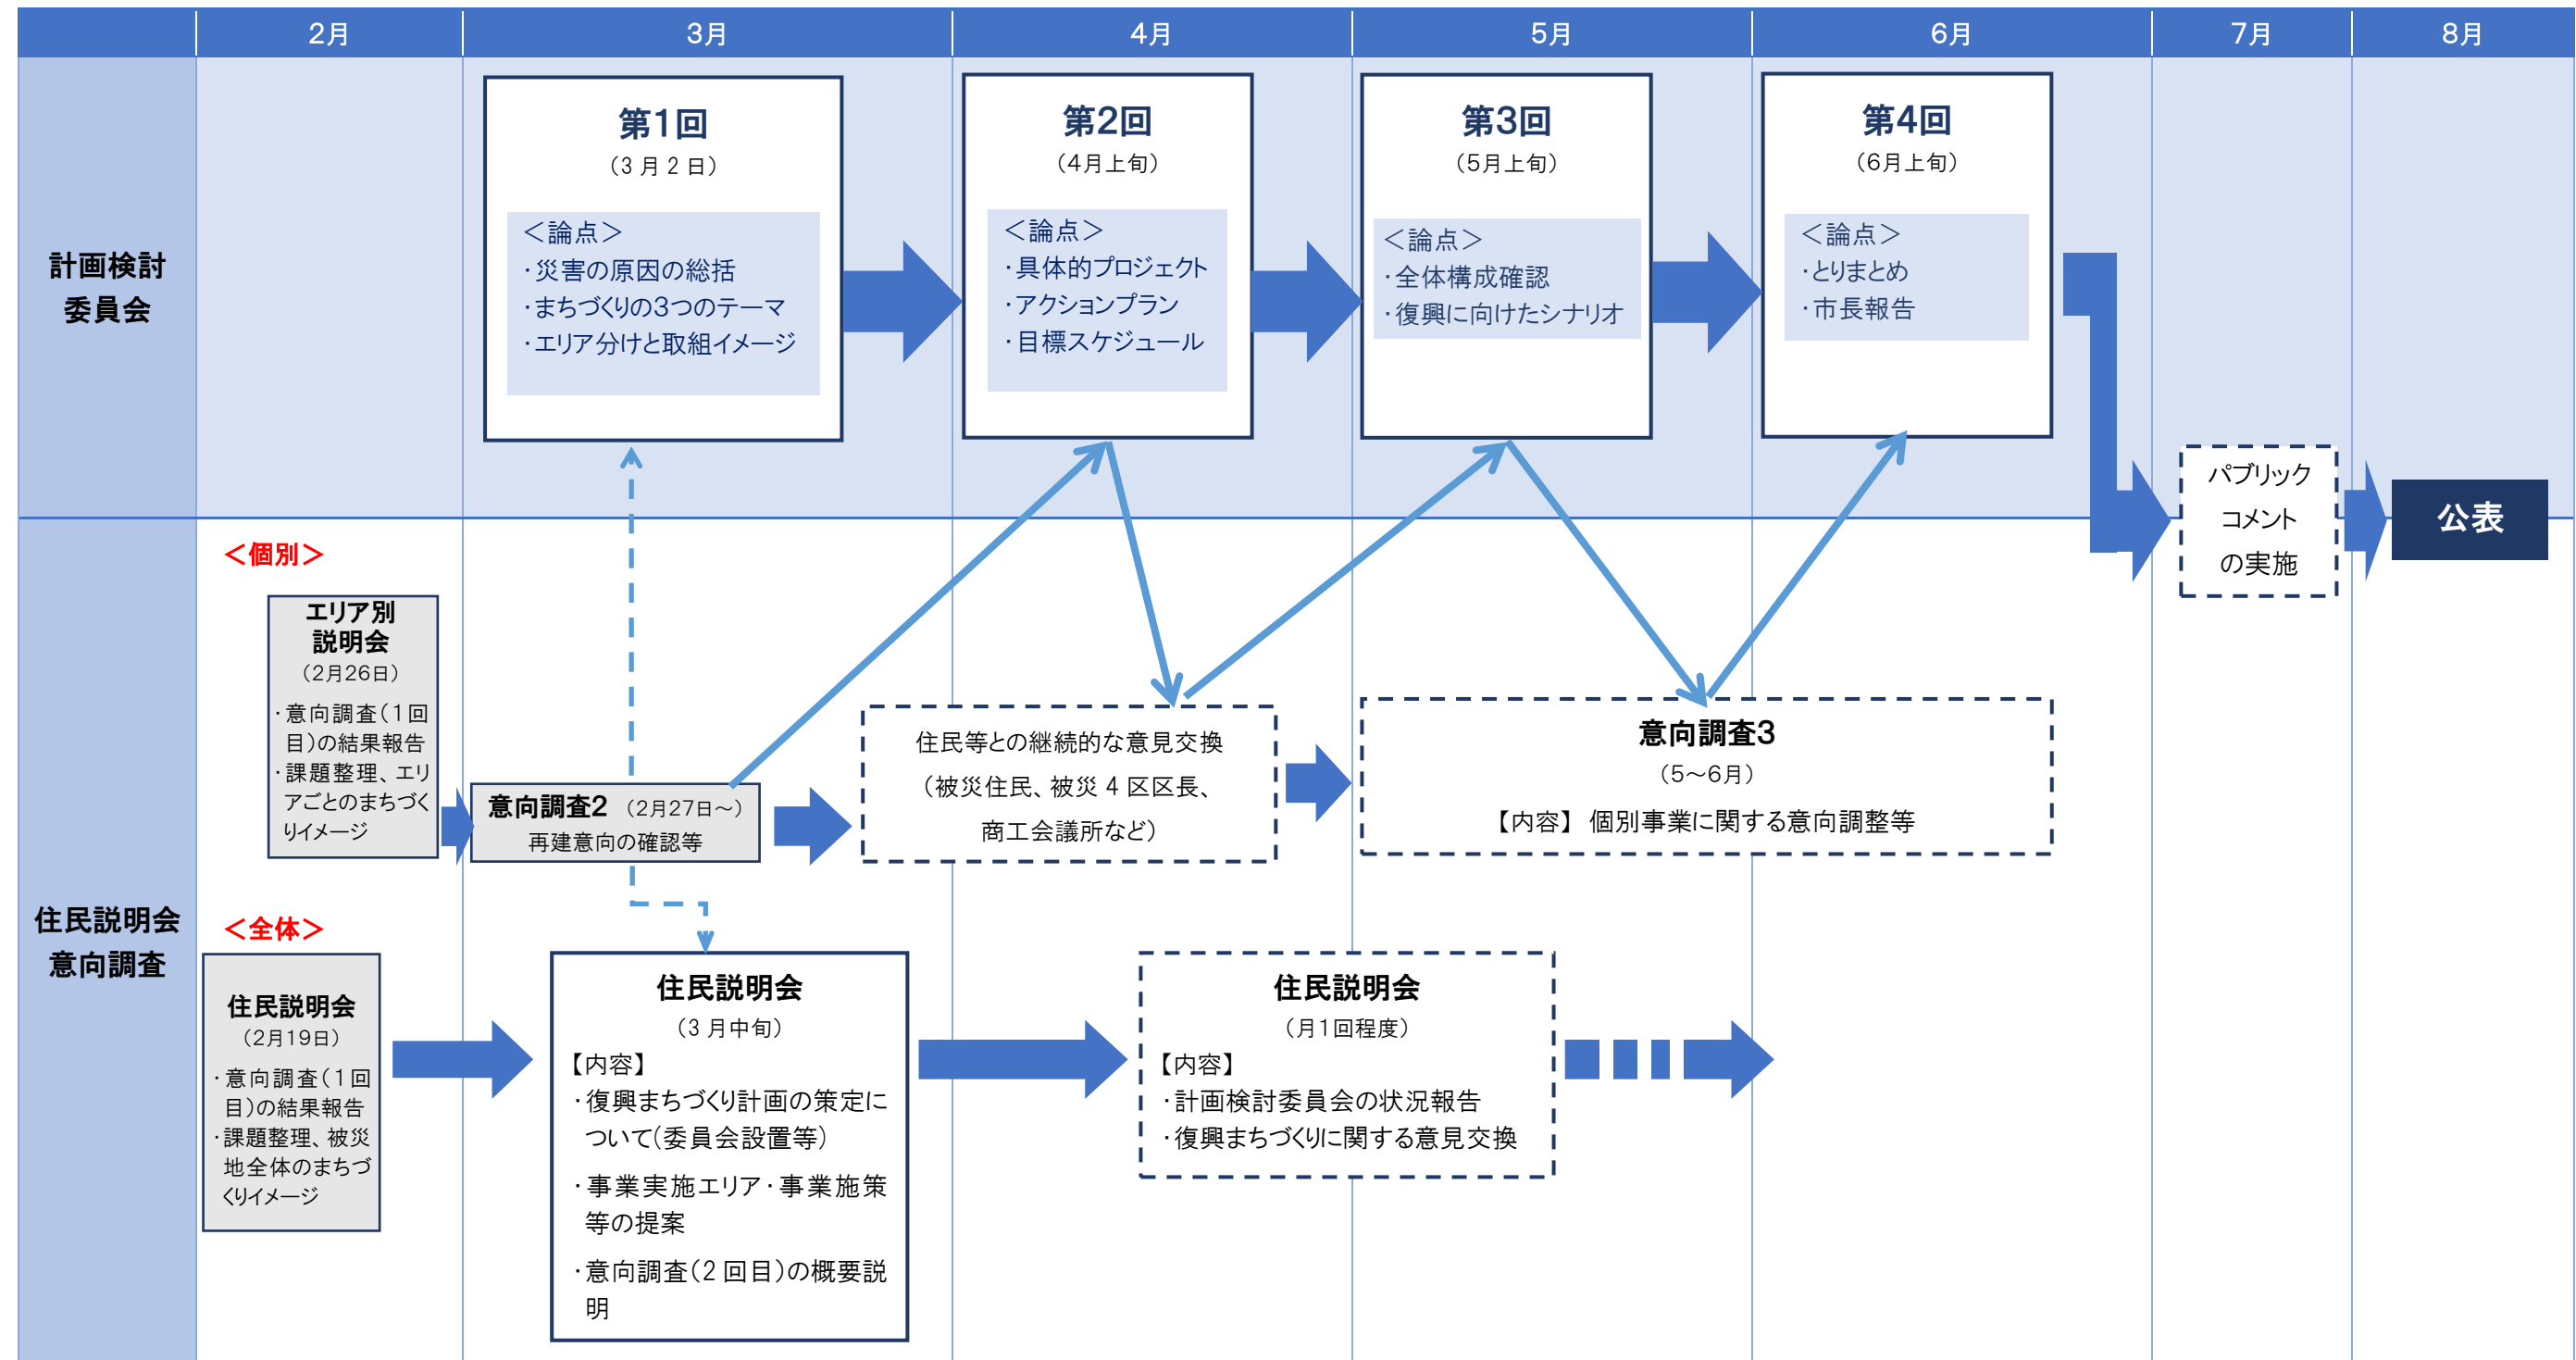 2月
3月
4月
5月
6月
7月
8月
計画検討
委員会
第1回
（3月2日）
＜論点＞
・災害の原因の総括
・まちづくりの3つのテーマ
・エリア分けと取組イメージ
第2回
（4月上旬）
＜論点＞
・具体的プロジェクト
・アクションプラン
・目標スケジュール
第3回
（5月上旬）
＜論点＞
・全体構成確認
・復興に向けたシナリオ
第4回
（6月上旬）
＜論点＞
・とりまとめ
・市長報告
パブリック
コメント
の実施
公表
住民説明会
意向調査
＜個別＞
エリア別
説明会
（2月26日）
・意向調査（1回
目）の結果報告
・課題整理、エリ
アごとのまちづく
りイメージ
意向調査2 （2月27日～）
再建意向の確認等
住民等との継続的な意見交換
（被災住民、被災4区区長、
商工会議所など）
意向調査3
（5～6月）
【内容】 個別事業に関する意向調整等
＜全体＞
住民説明会
（2月19日）
・意向調査（1回
目）の結果報告
・課題整理、被災
地全体のまちづ
くりイメージ
住民説明会
（3月中旬）
【内容】
・復興まちづくり計画の策定に
ついて（委員会設置等）
・事業実施エリア・事業施策
等の提案
・意向調査（2回目）の概要説
明
住民説明会
（月1回程度）
【内容】
・計画検討委員会の状況報告
・復興まちづくりに関する意見交換